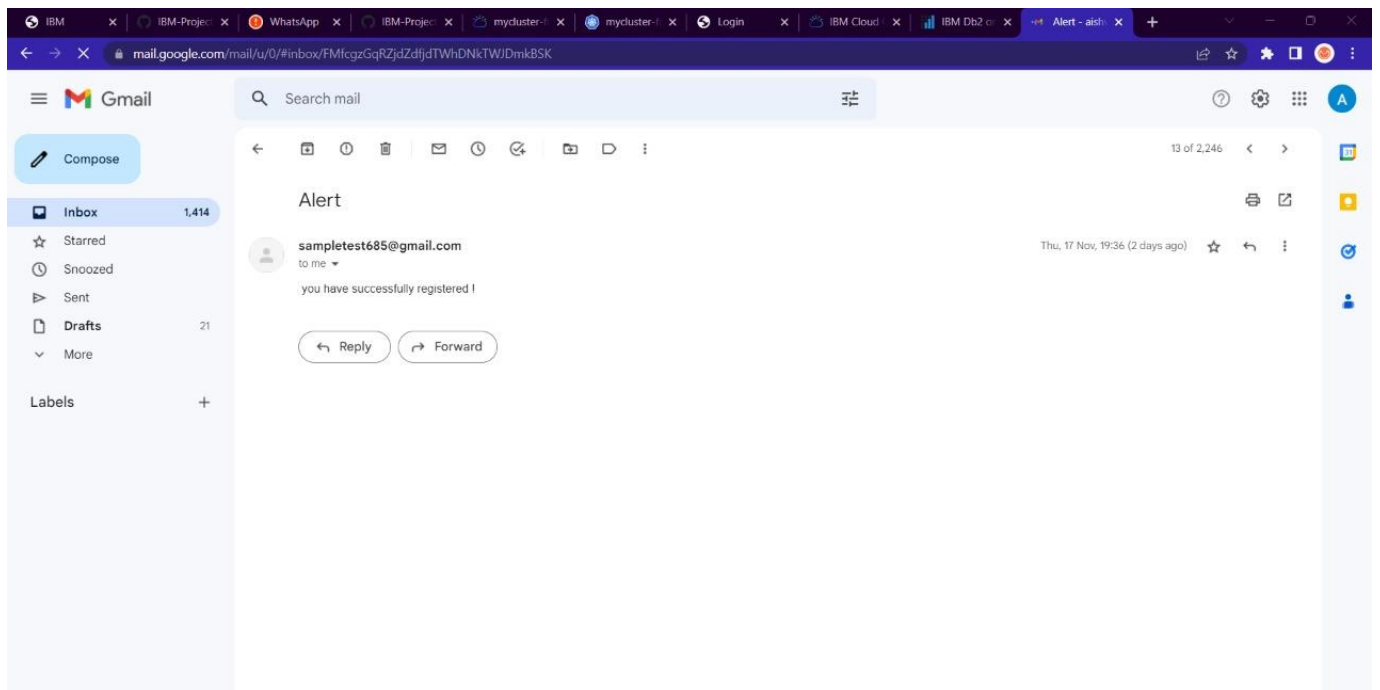 IBM IBM-Projec WhatsApp IBM-Projec mycluster-f mycluster-f Login IBM Cloud IBM Db2 o Alert - aish
mail.google.com/mail/u/0/#inbox/FMfcgzGqRZjdZdfjdTWhDNkTWJDmkBSK
Gmail
Search mail
A
Compose
13 of 2,246
31
Alert
Inbox 1,414
Starred
sampletest685@gmail.com
Thu, 17 Nov, 19:36 (2 days ago)
to me
Snoozed
you have successfully registered !
Sent
Drafts 21
Reply Forward
More
Labels +